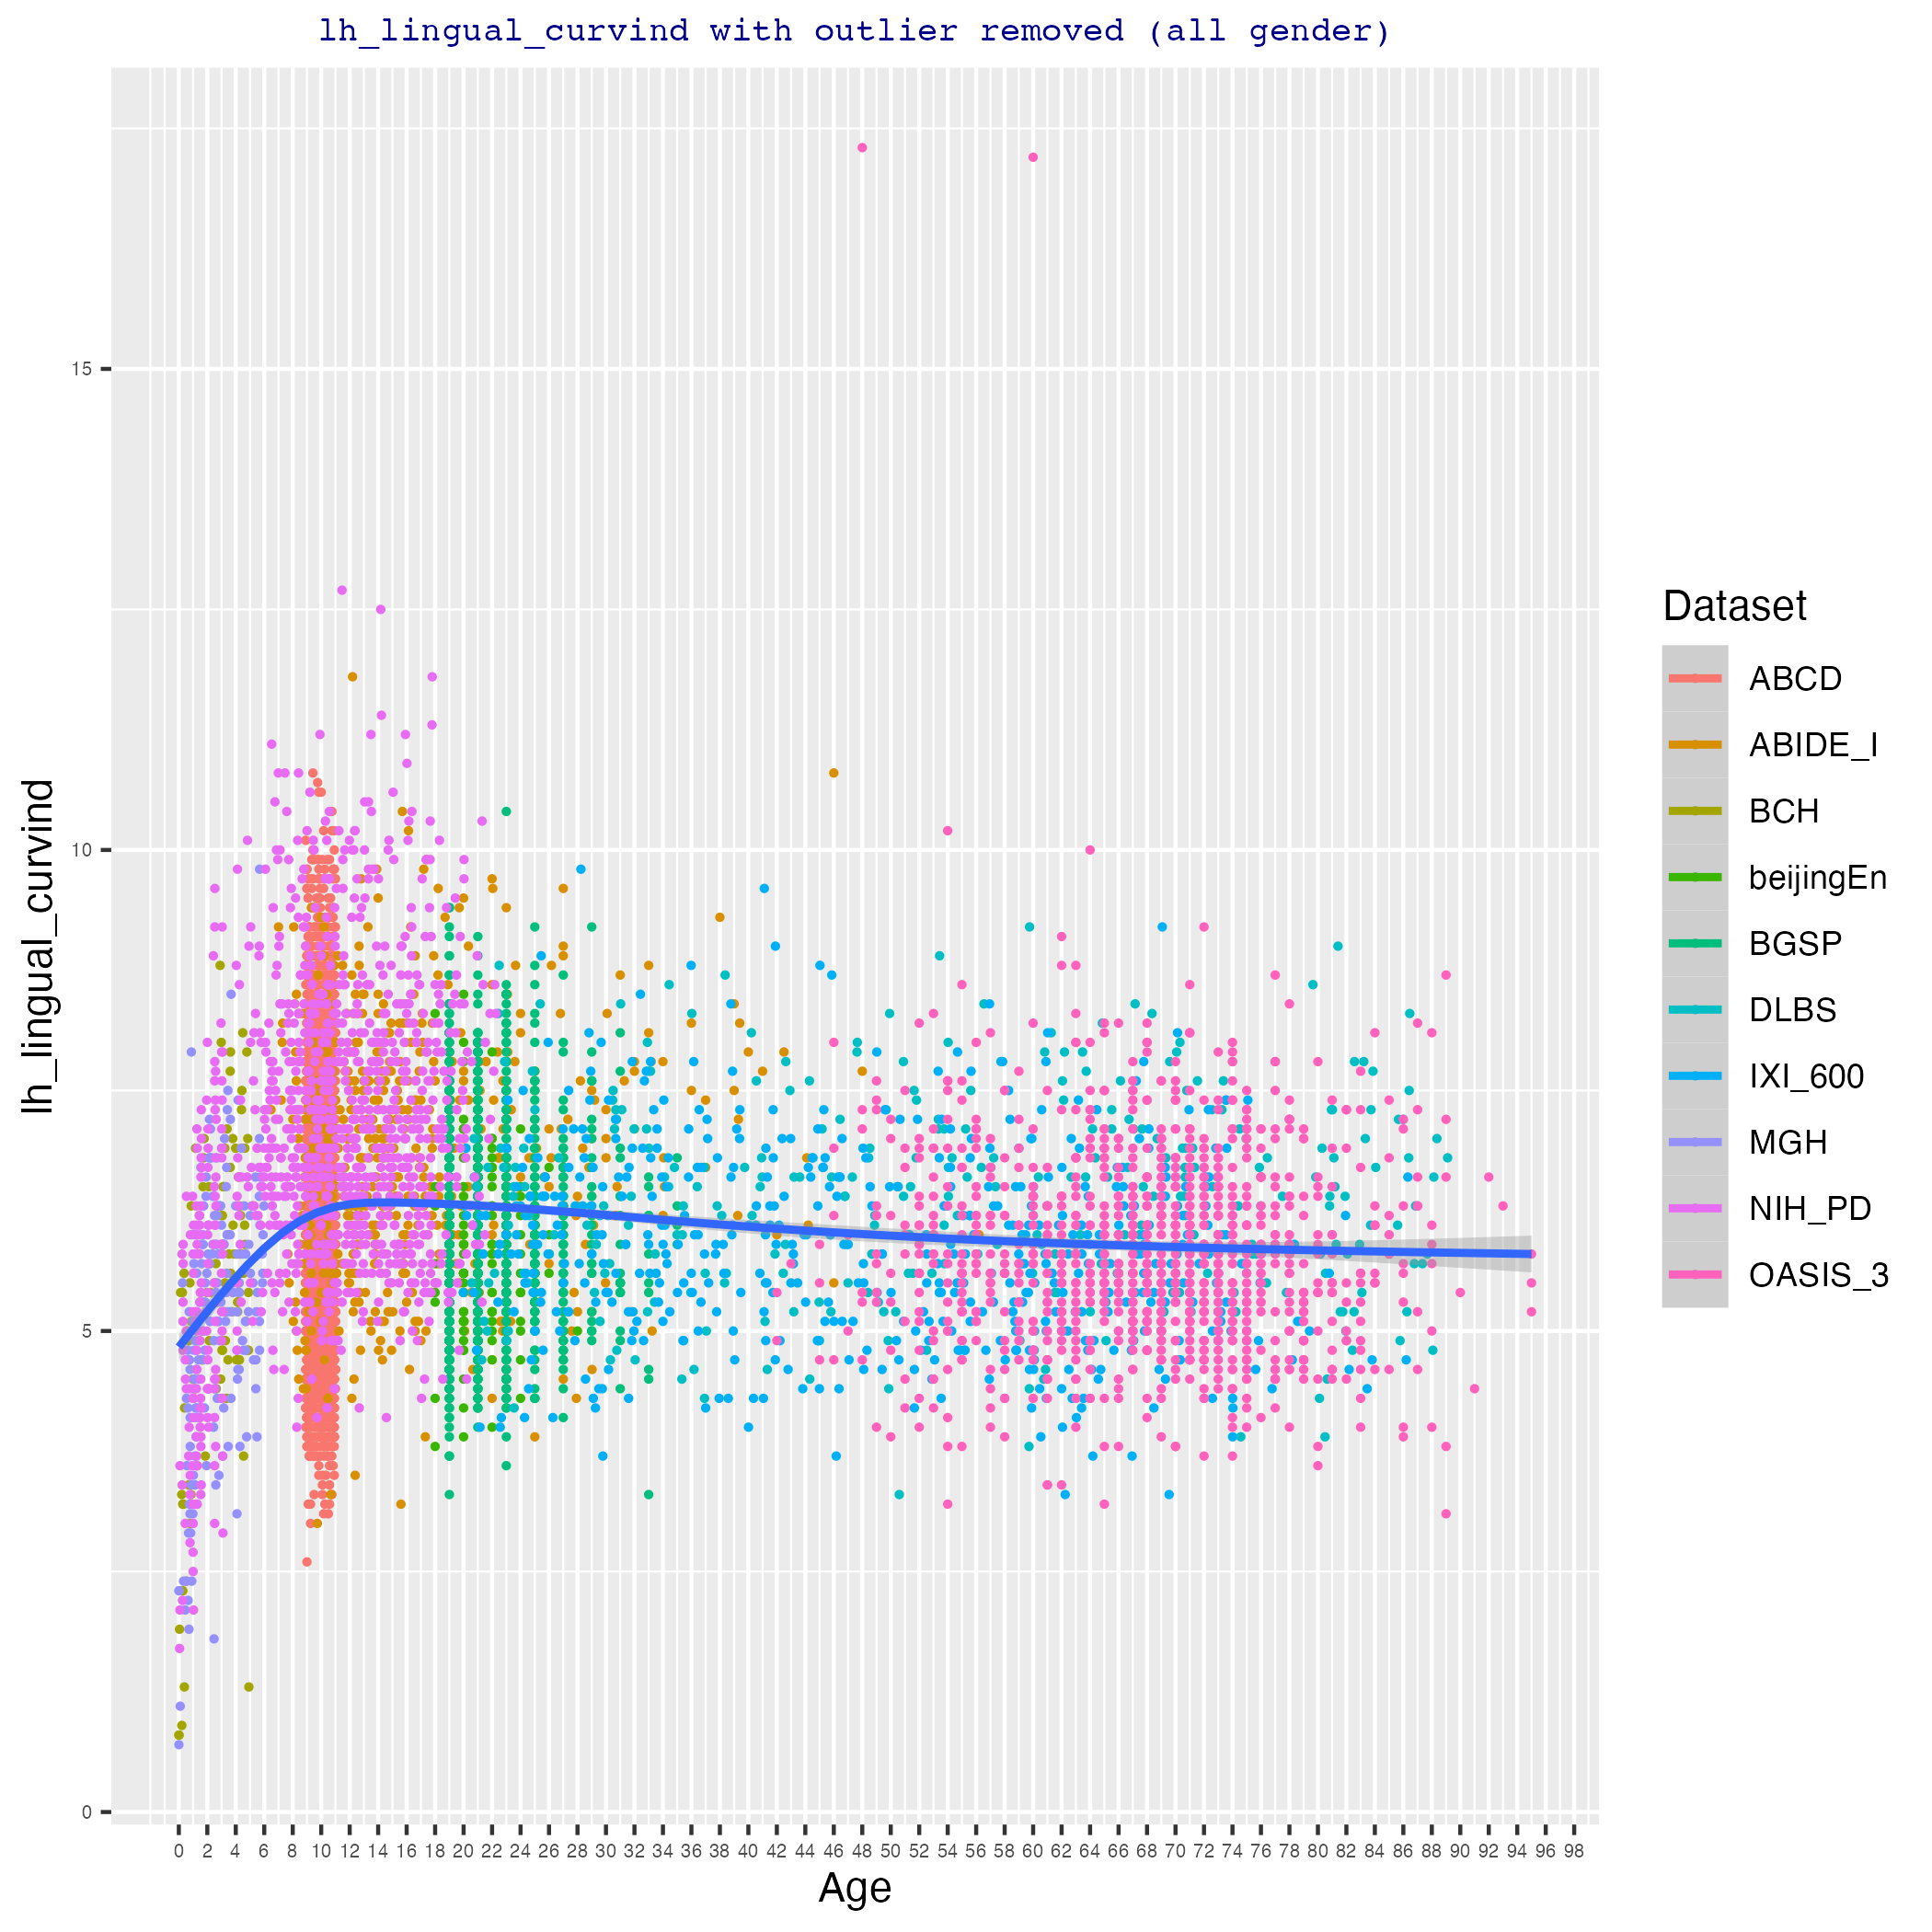 lh_lingual_curvind with outlier removed (all gender)
lh_lingual_curvind
15
10
5
0
0 2 4 6 8 10 12 14 16 18 20 22 24 26 28 30 32 34 36 38 40 42 44 46 48 50 52 54 56 58 60 62 64 66 68 70 72 74 76 78 80 82 84 86 88 90 92 94 96 98
Age
Dataset
ABCD
ABIDE_I
BCH
beijingEn
BGSP
DLBS
IXI_600
MGH
NIH_PD
OASIS_3